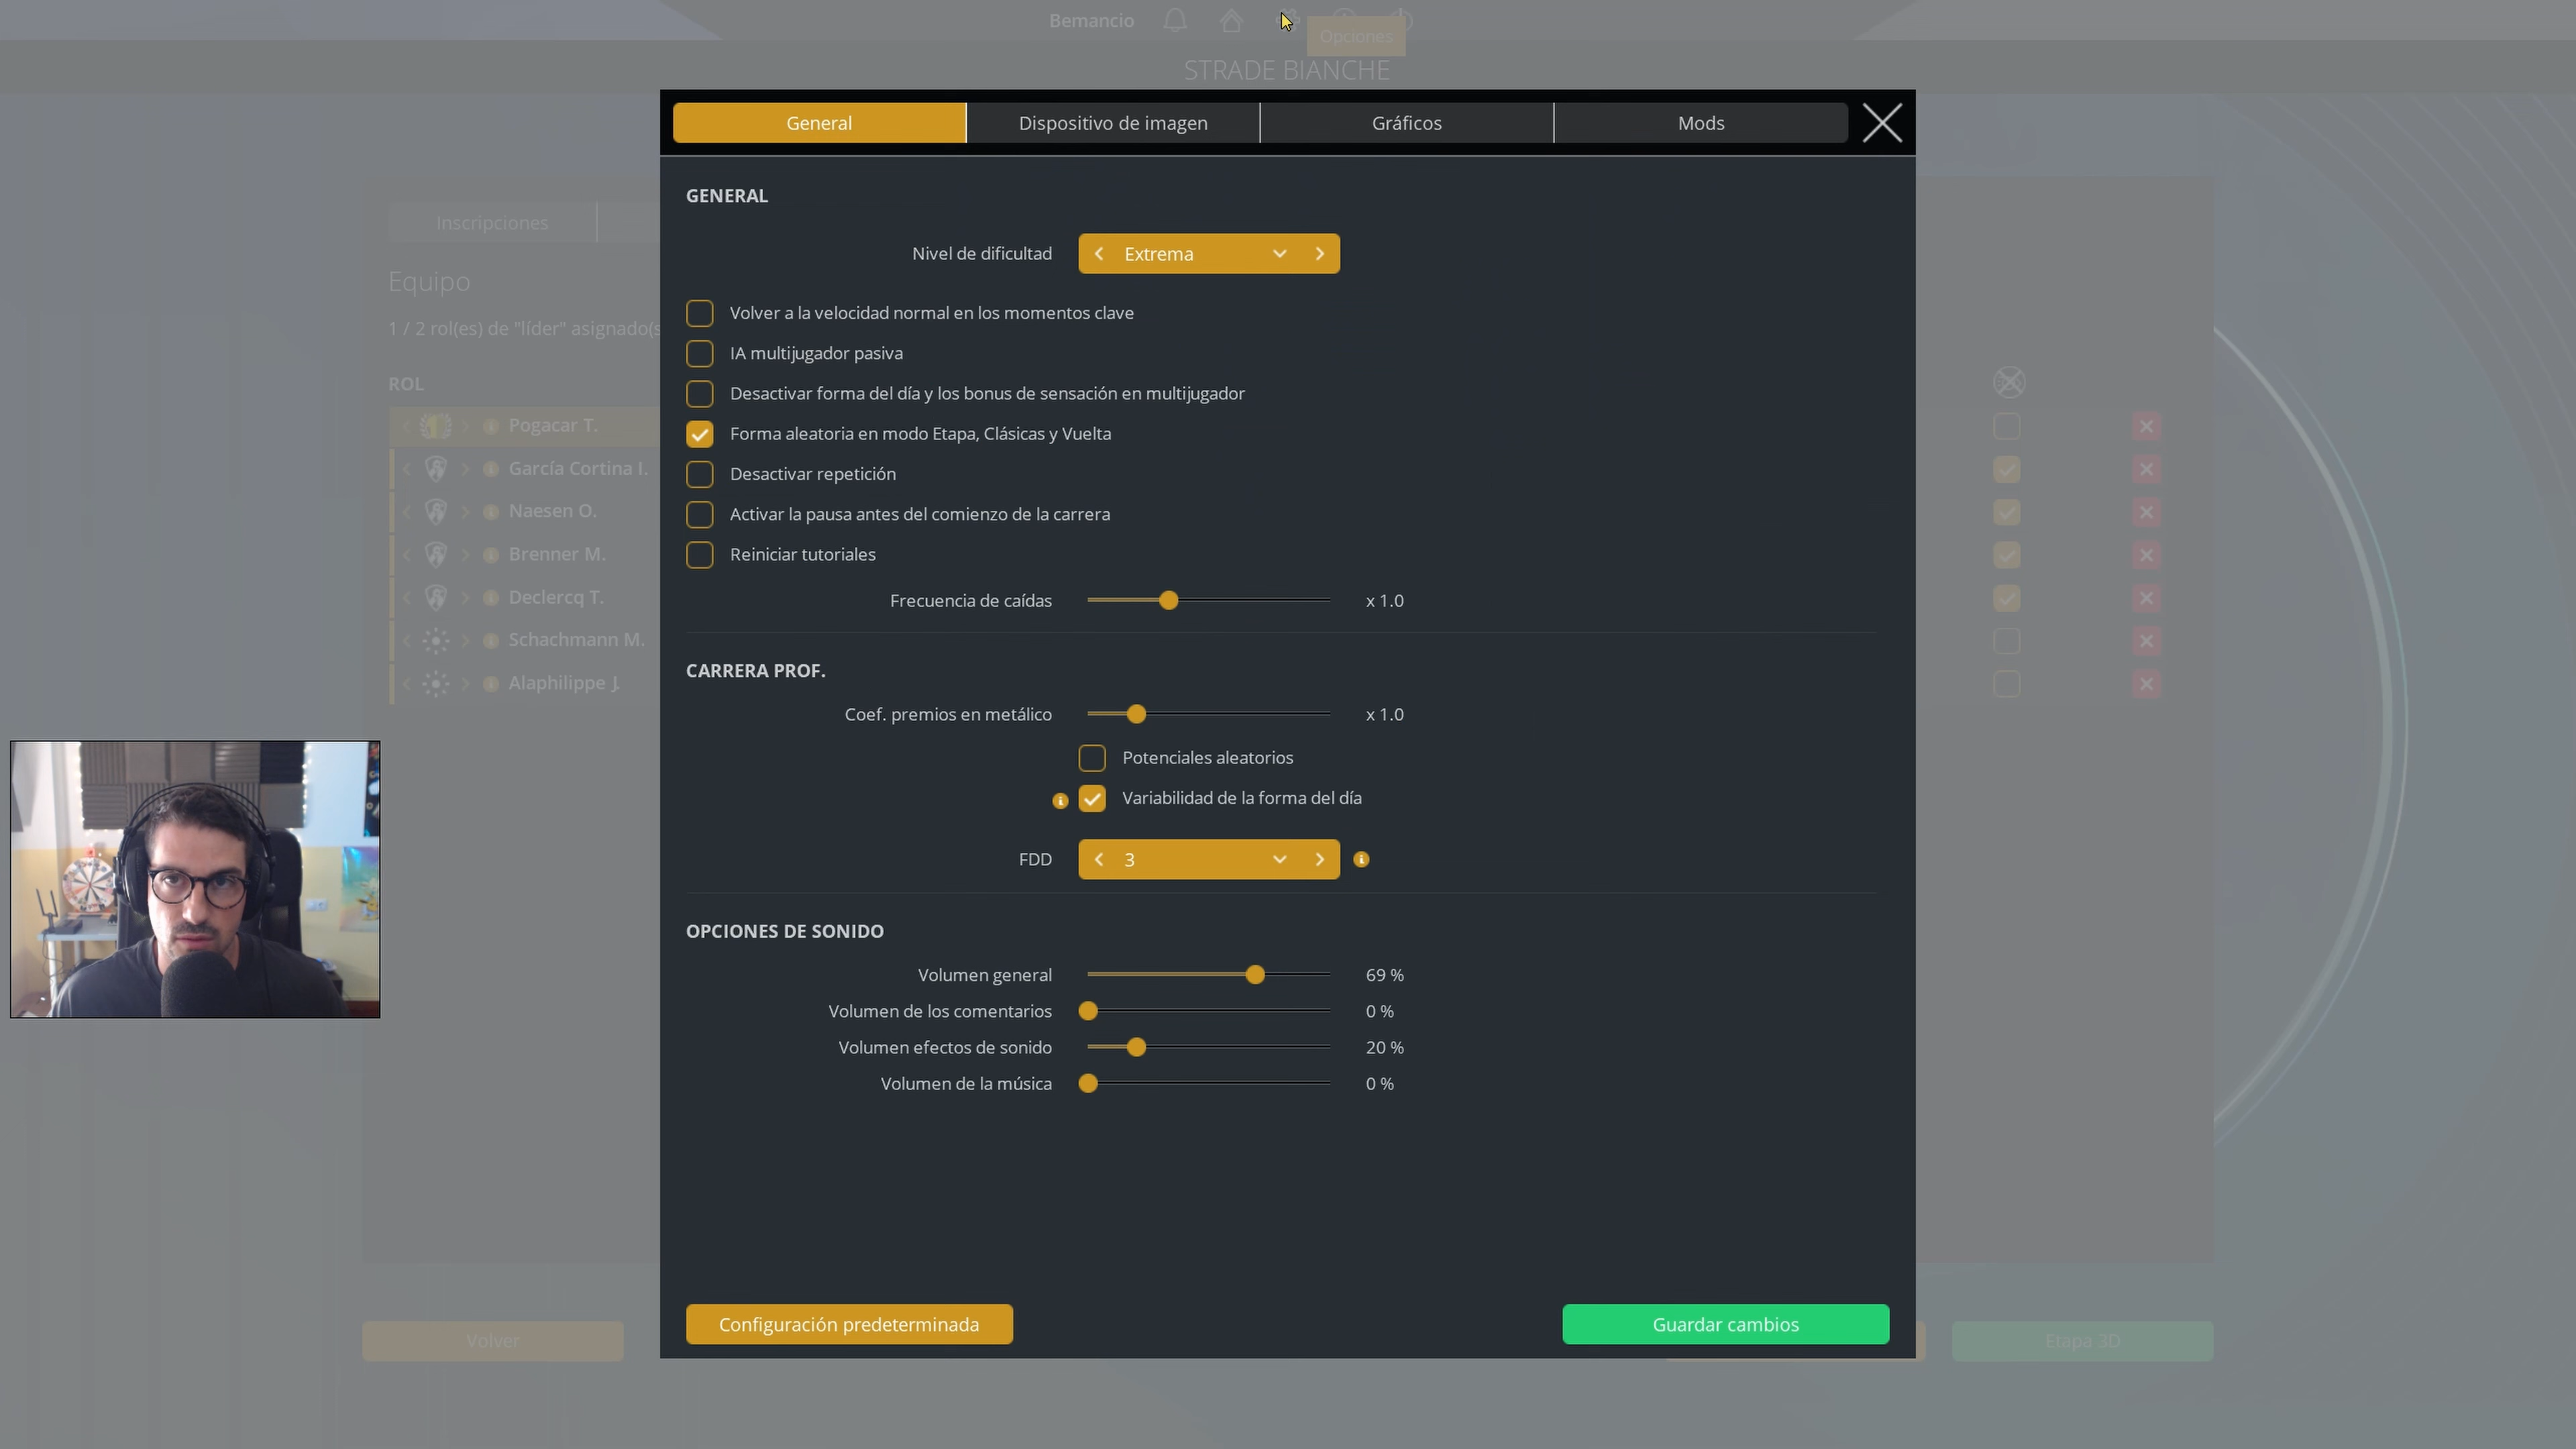 Bemancio
Opciones
STRADE BIANCHE
General
Dispositivo de imagen
Gráficos
Mods
Inscripciones
Equipo
1 / 2 rol(es) de "líder" asignado(s
ROL
Pogacar T.
García Cortina I.
Naesen O.
Brenner M.
Declercq T.
Schachmann M.
Alaphilippe J.
GENERAL
Nivel de dificultad
Extrema
Volver a la velocidad normal en los momentos clave
IA multijugador pasiva
Desactivar forma del día y los bonus de sensación en multijugador
Forma aleatoria en modo Etapa, Clásicas y Vuelta
Desactivar repetición
Activar la pausa antes del comienzo de la carrera
Reiniciar tutoriales
Frecuencia de caídas x 1.0
CARRERA PROF.
Coef. premios en metálico x 1.0
Potenciales aleatorios
Variabilidad de la forma del día
FDD 3
OPCIONES DE SONIDO
Volumen general 69 %
Volumen de los comentarios 0 %
Volumen efectos de sonido 20 %
Volumen de la música 0 %
Configuración predeterminada
Guardar cambios
Volver
Etapa 3D